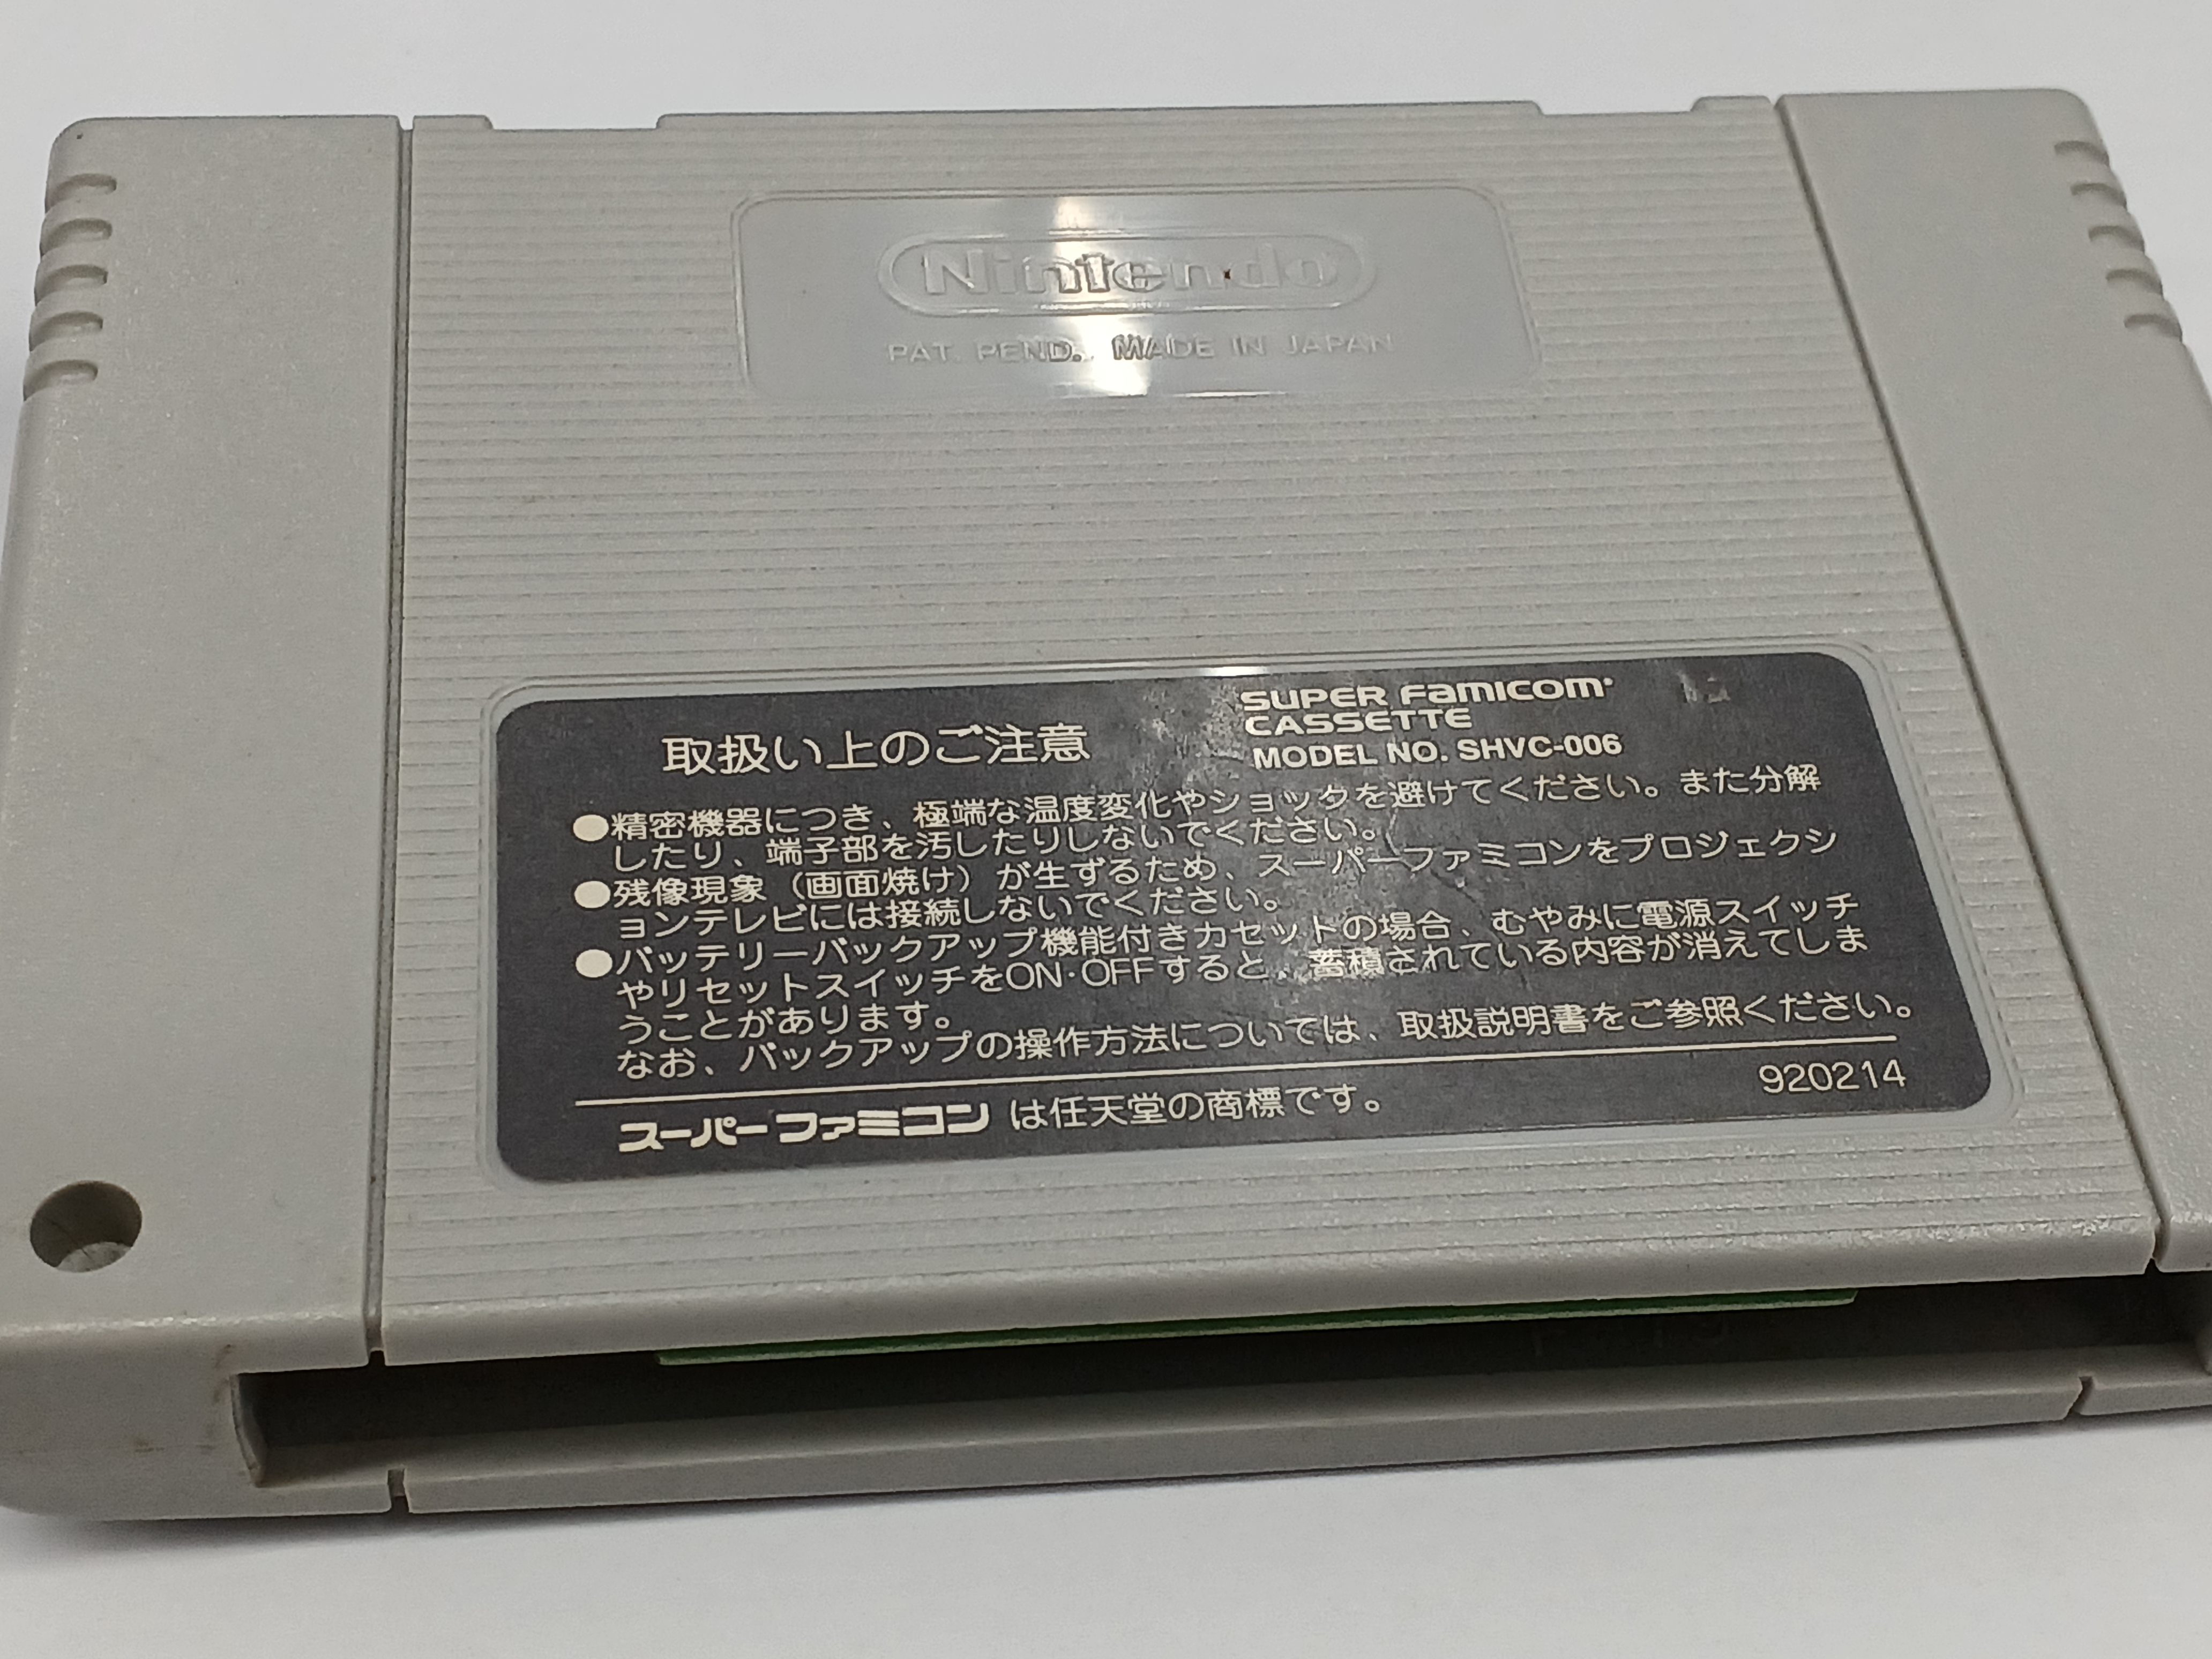 Nintendo
PAT. PEND. MADE IN JAPAN
取扱い上のご注意
SUPER FAMICOM
CASSETTE
MODEL NO. SHVC-006
●精密機器につき、極端な温度変化やショックを避けてください。また分解
したり、端子部を汚したりしないでください。
●残像現象（画面焼け）が生ずるため、スーパーファミコンをプロジェクシ
ョンテレビには接続しないでください。
●バッテリーバックアップ機能付きカセットの場合、むやみに電源スイッチ
やリセットスイッチをON·OFFすると、蓄積されている内容が消えてしま
うことがあります。
なお、バックアップの操作方法については、取扱説明書をご参照ください。
スーパーファミコン は任天堂の商標です。
920214